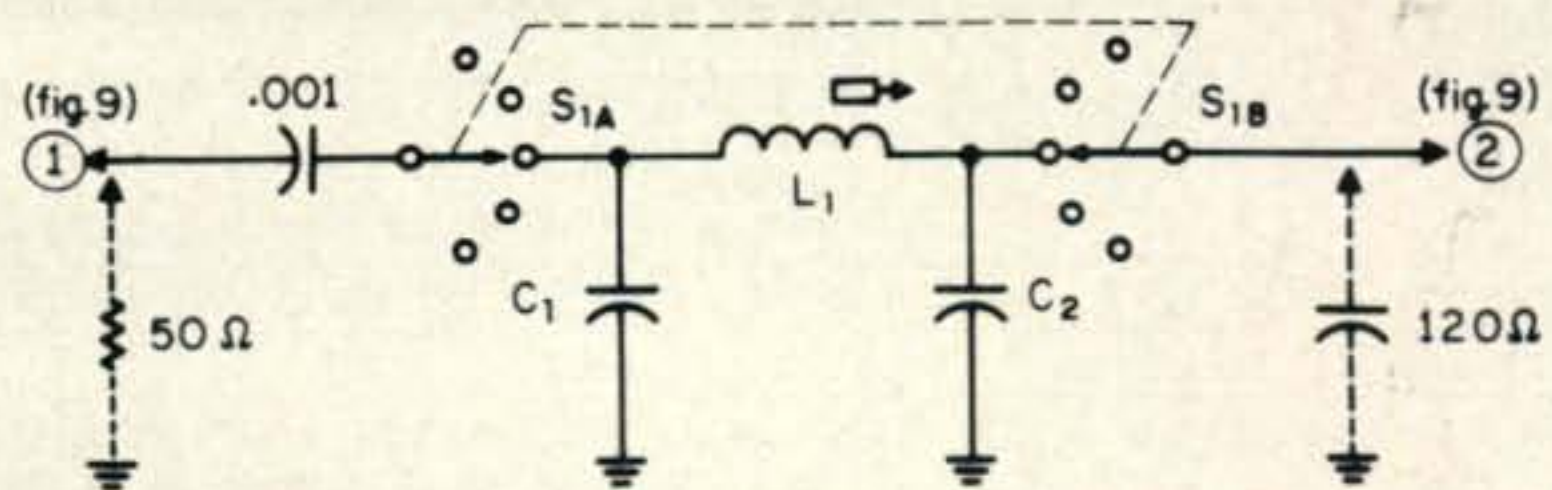 (fig. 9)
.001
S1A
S1B
(fig. 9)
1
2
L1
50 Ω
C1
C2
120Ω